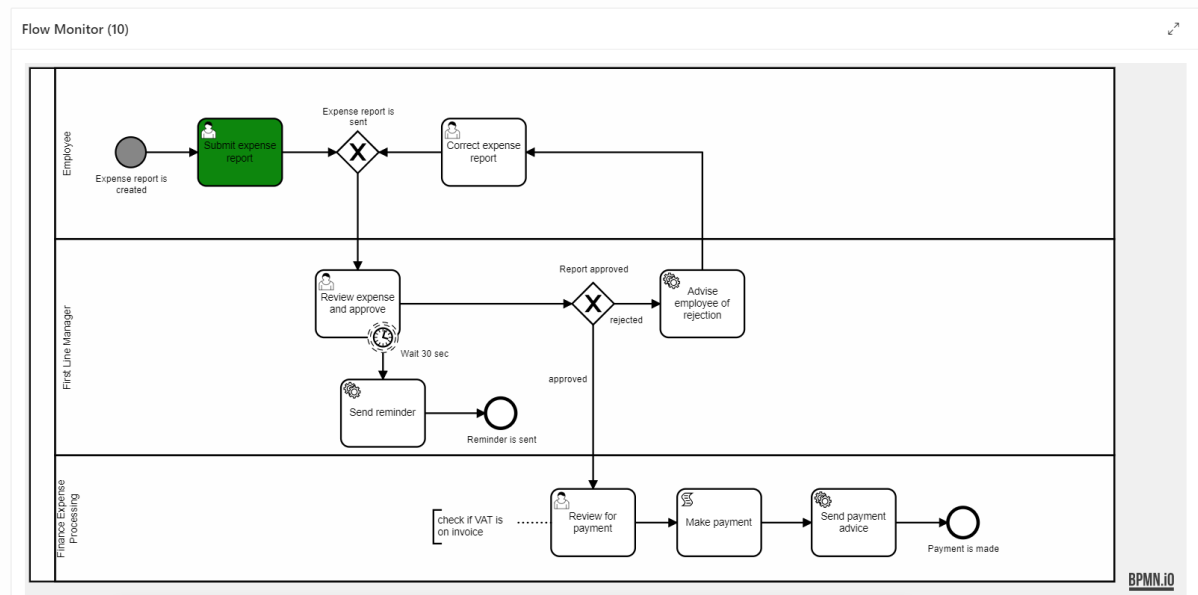 Flow Monitor (10)
Employee
Expense report is
created
Submit expense
report
Expense report is
sent
X
Correct expense
report
First Line Manager
Review expense
and approve
Wait 30 sec
Send reminder
Reminder is sent
Report approved
X
rejected
approved
Advise
employee of
rejection
Finance Expense
Processing
check if VAT is
on invoice
Review for
payment
Make payment
Send payment
advice
Payment is made
BPMN.iO